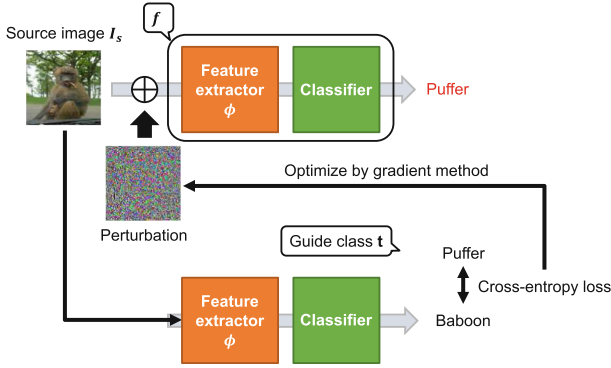 f
Source image I_s
Feature
extractor
ϕ
Classifier
Puffer
Optimize by gradient method
Perturbation
Guide class t
Puffer
Cross-entropy loss
Feature
extractor
ϕ
Classifier
Baboon